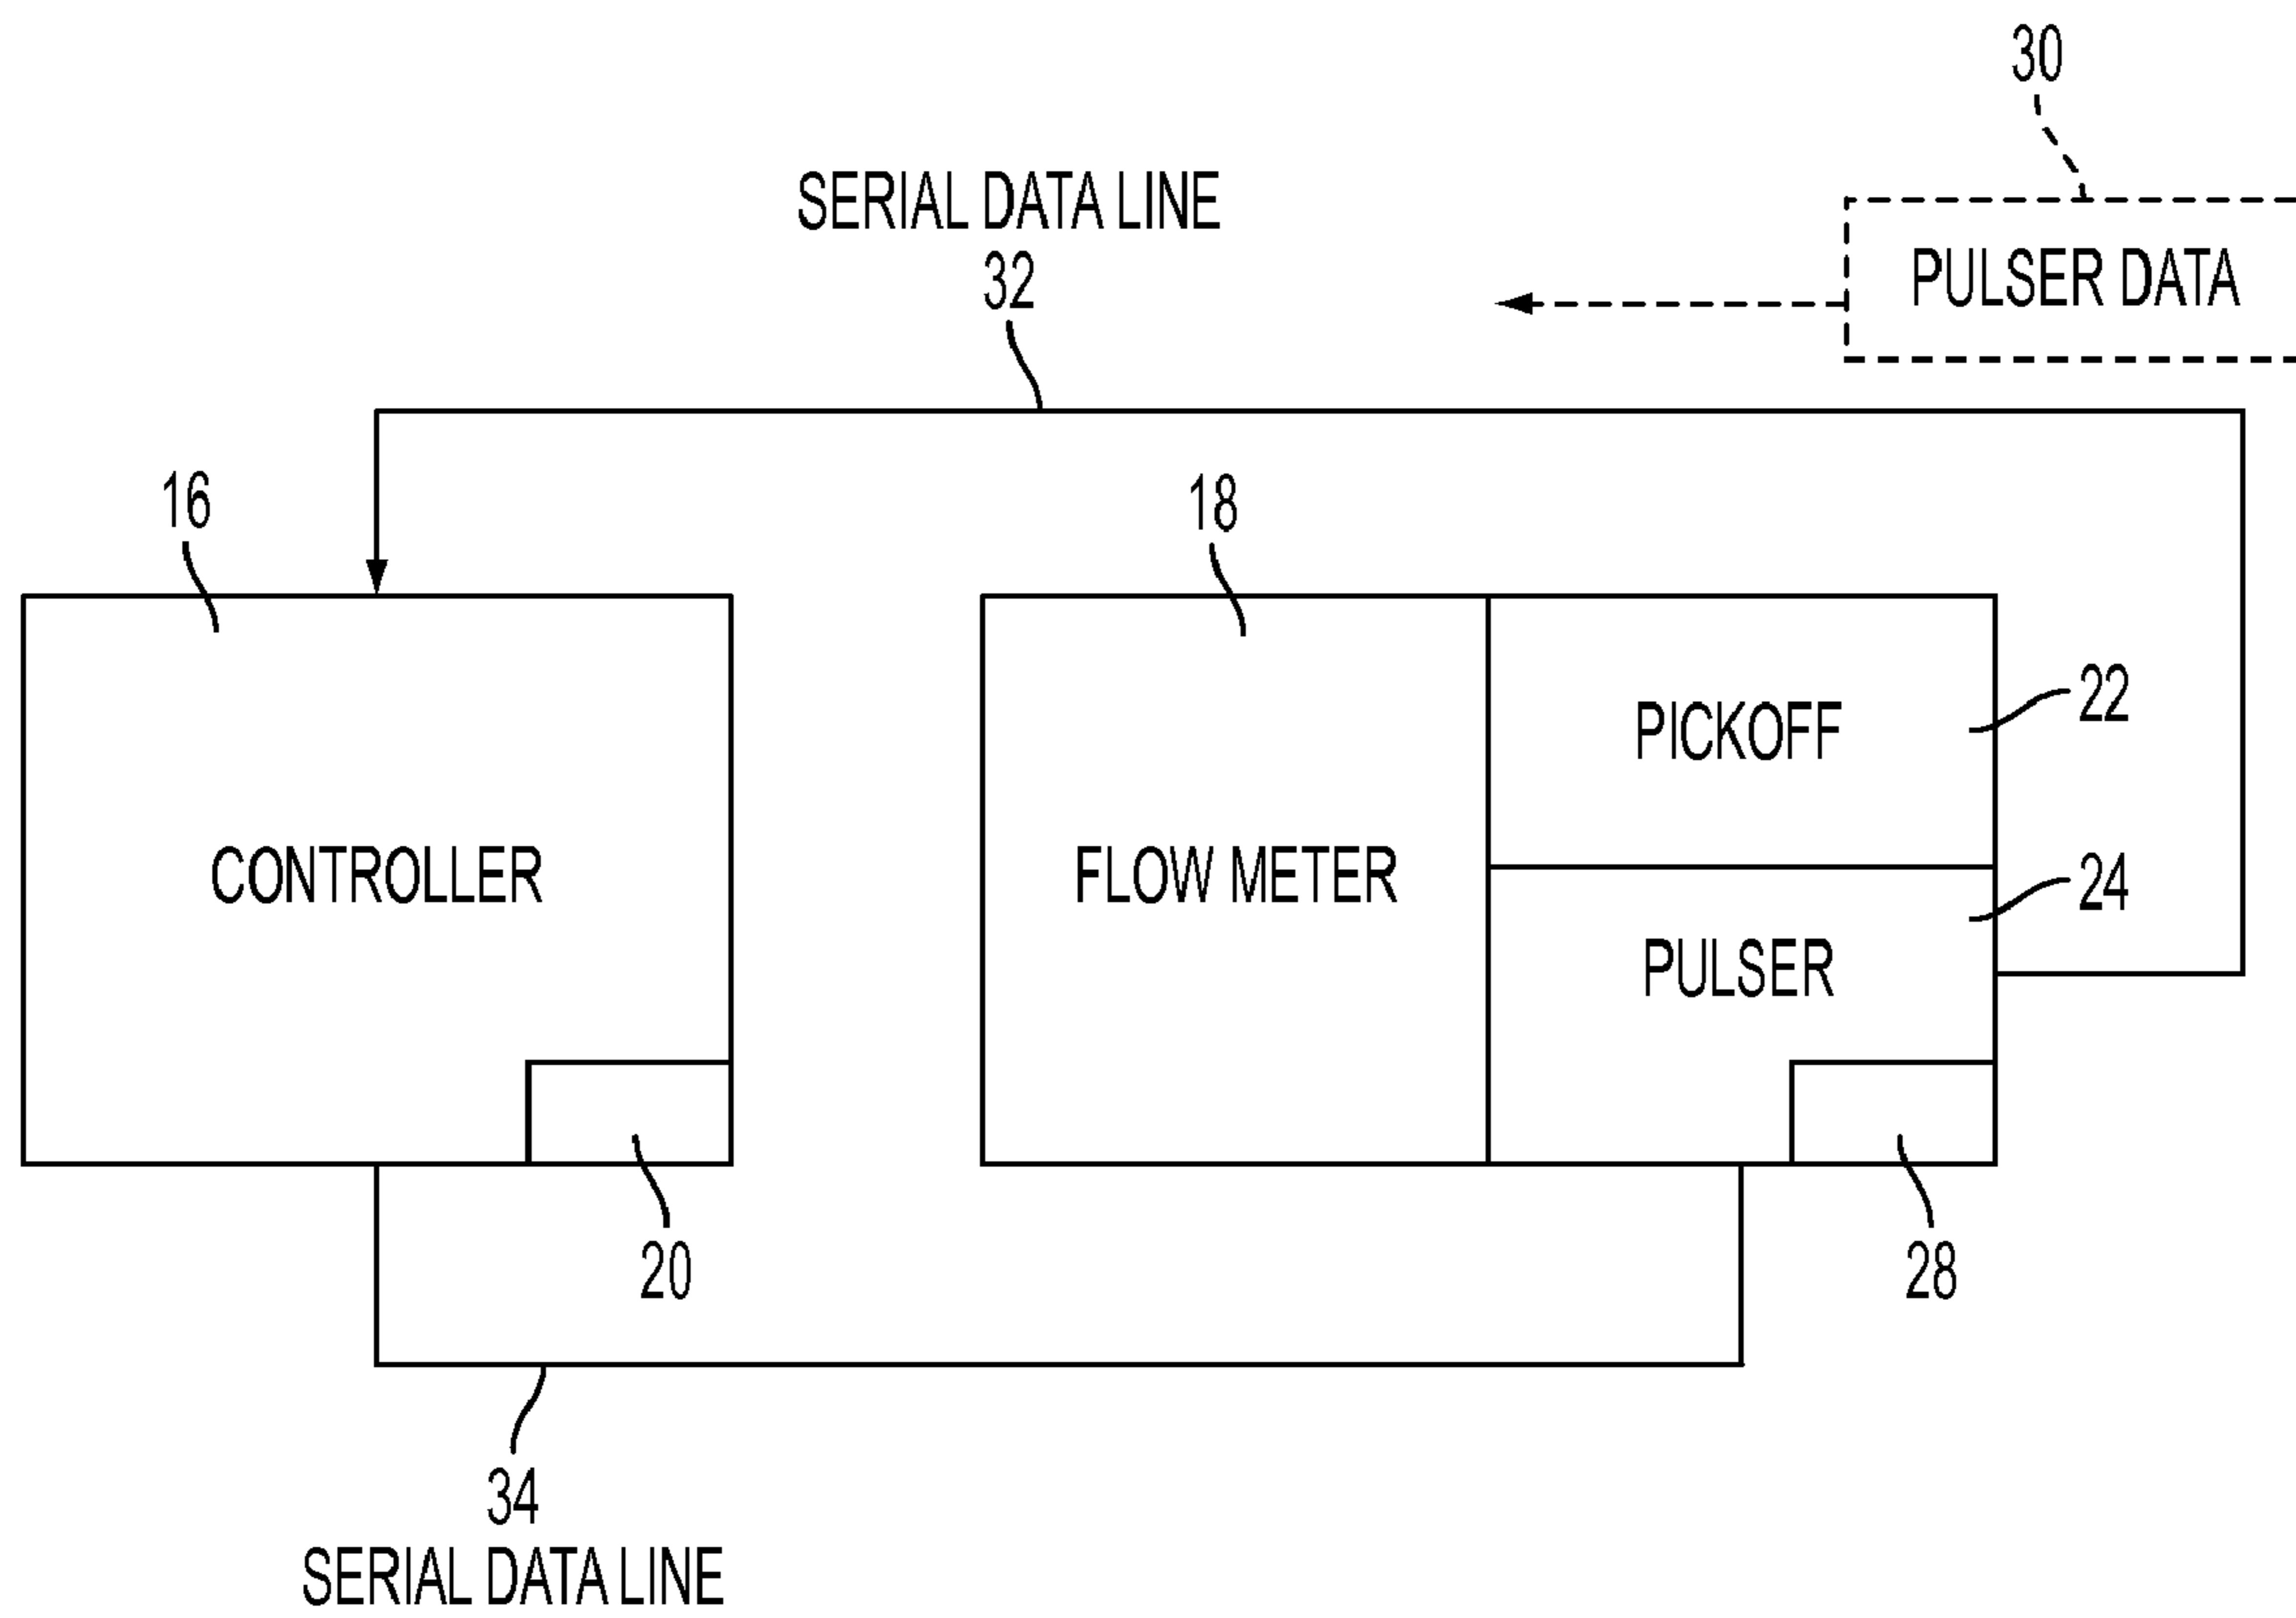 30
SERIAL DATA LINE
32
PULSER DATA
16
18
PICKOFF
22
CONTROLLER
FLOW METER
24
PULSER
20
28
34
SERIAL DATA LINE